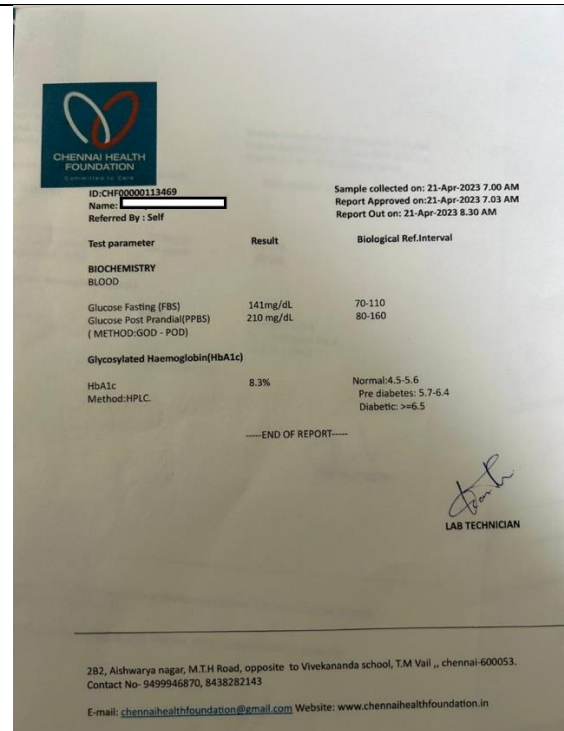 CHENNAI HEALTH
FOUNDATION
Committed to Care
ID:CHF00000113469
Name:
Referred By : Self
Sample collected on: 21-Apr-2023 7.00 AM
Report Approved on:21-Apr-2023 7.03 AM
Report Out on: 21-Apr-2023 8.30 AM
Test parameter Result Biological Ref.Interval
BIOCHEMISTRY
BLOOD
Glucose Fasting (FBS) 141mg/dL 70-110
Glucose Post Prandial(PPBS) 210 mg/dL 80-160
( METHOD:GOD - POD)
Glycosylated Haemoglobin(HbA1c)
HbA1c 8.3% Normal:4.5-5.6
Method:HPLC. Pre diabetes: 5.7-6.4
Diabetic: >=6.5
-----END OF REPORT-----
LAB TECHNICIAN
2B2, Aishwarya nagar, M.T.H Road, opposite to Vivekananda school, T.M Vail ,, chennai-600053.
Contact No- 9499946870, 8438282143
E-mail: chennaihealthfoundation@gmail.com Website: www.chennaihealthfoundation.in